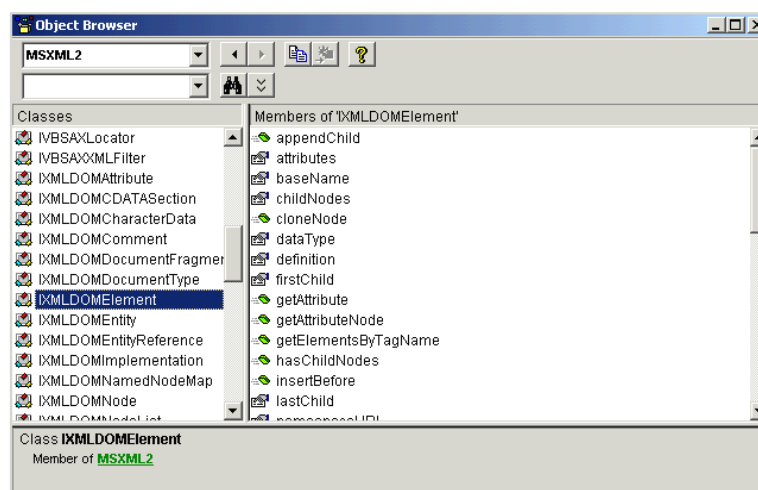 Object Browser
MSXML2
Classes
IVBSAXLocator
IVBSAXXMLFilter
IXMLDOMAttribute
IXMLDOMCDATASection
IXMLDOMCharacterData
IXMLDOMComment
IXMLDOMDocumentFragmer
IXMLDOMDocumentType
IXMLDOMElement
IXMLDOMEntity
IXMLDOMEntityReference
IXMLDOMImplementation
IXMLDOMNamedNodeMap
IXMLDOMNode
IXMLDOMNodeList
Members of 'IXMLDOMElement'
appendChild
attributes
baseName
childNodes
cloneNode
dataType
definition
firstChild
getAttribute
getAttributeNode
getElementsByTagName
hasChildNodes
insertBefore
lastChild
namespaceURI
Class IXMLDOMElement
Member of MSXML2